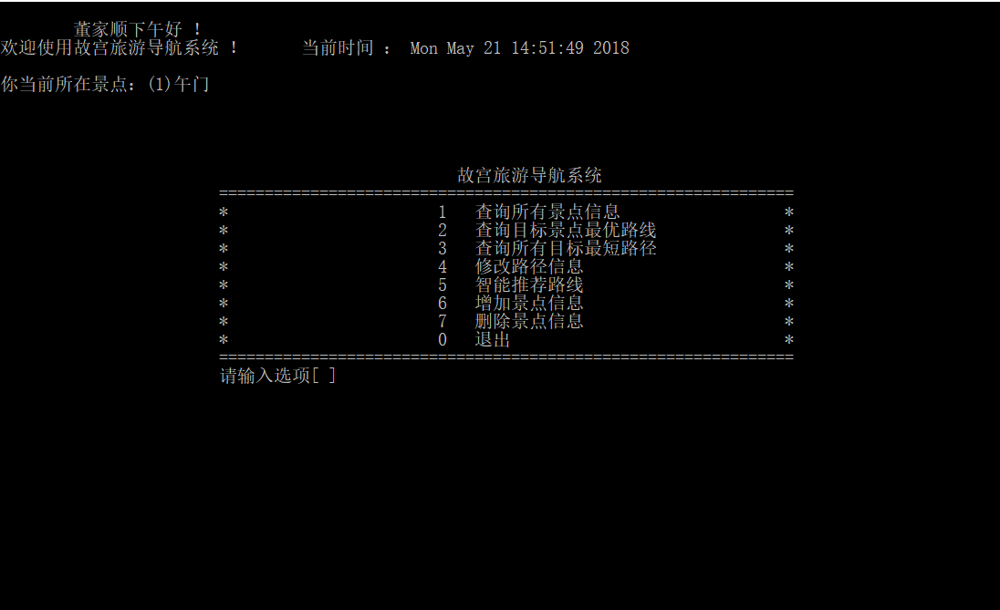 董家顺下午好 !
欢迎使用故宫旅游导航系统 ! 当前时间 : Mon May 21 14:51:49 2018
你当前所在景点: (1)午门
故宫旅游导航系统
===============================================================
* 1 查询所有景点信息 *
* 2 查询目标景点最优路线 *
* 3 查询所有目标最短路径 *
* 4 修改路径信息 *
* 5 智能推荐路线 *
* 6 增加景点信息 *
* 7 删除景点信息 *
* 0 退出 *
===============================================================
请输入选项[ ]